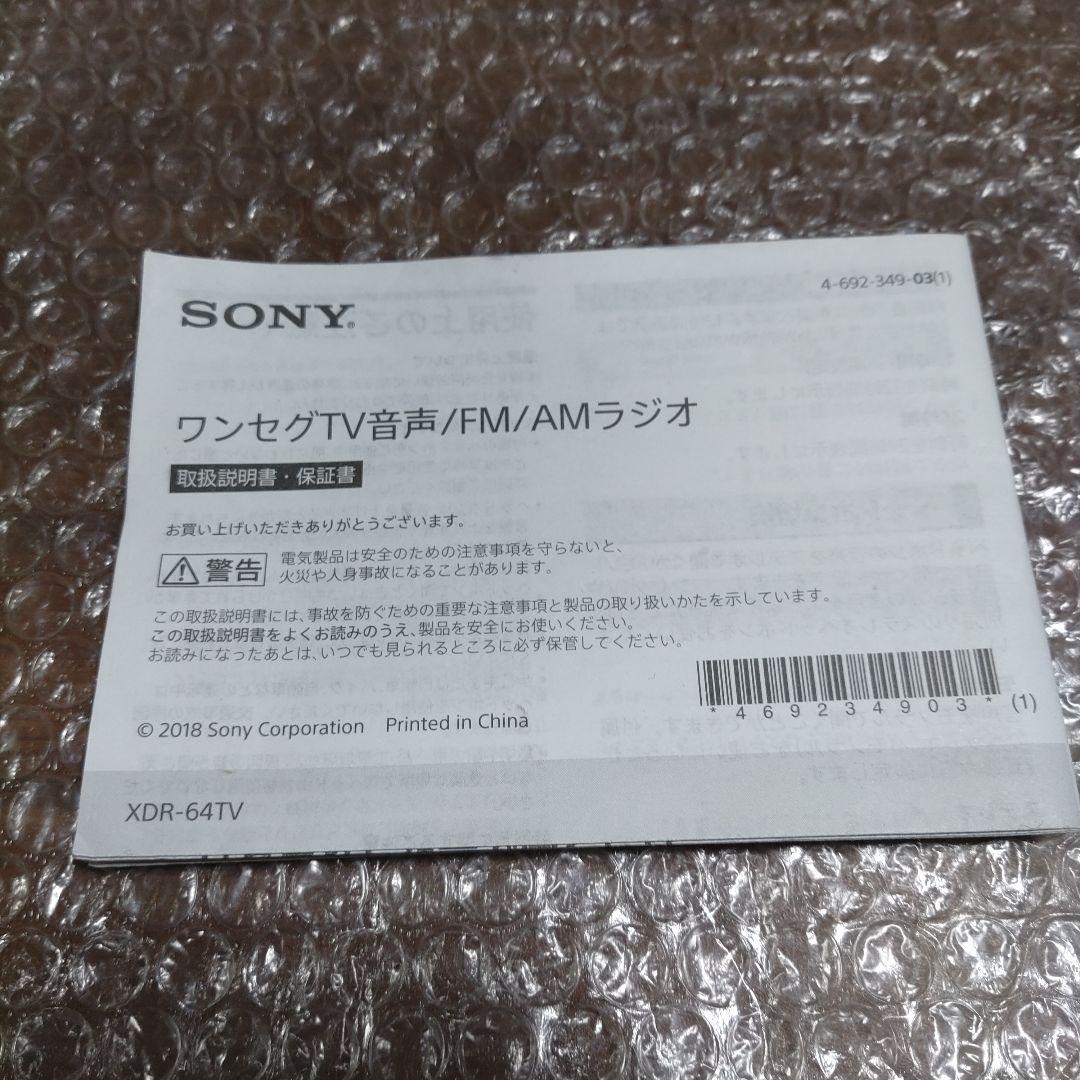 4-692-349-03(1)
SONY®
ワンセグTV音声/FM/AMラジオ
取扱説明書・保証書
お買い上げいただきありがとうございます。
警告
電気製品は安全のための注意事項を守らないと、
火災や人身事故になることがあります。
この取扱説明書には、事故を防ぐための重要な注意事項と製品の取り扱いかたを示しています。
この取扱説明書をよくお読みのうえ、製品を安全にお使いください。
お読みになったあとは、いつでも見られるところに必ず保管してください。
*469234903* (1)
© 2018 Sony Corporation Printed in China
XDR-64TV